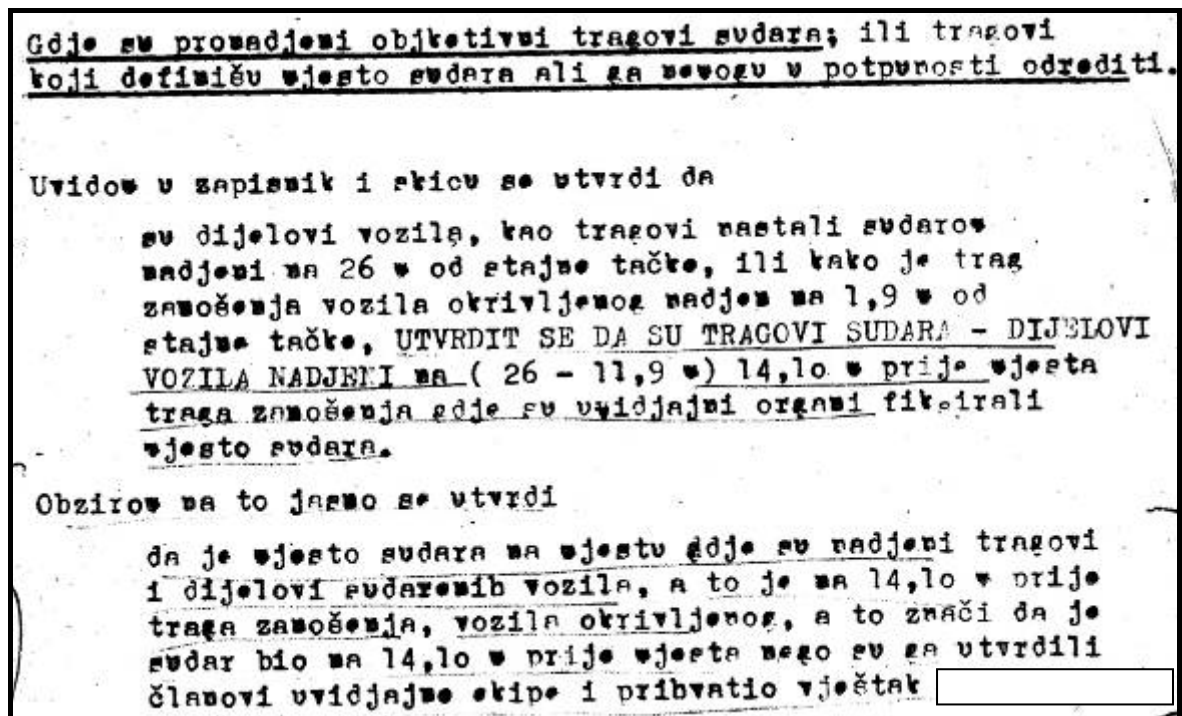 Gdje su pronadjeni objketivni tragovi sudara; ili tragovi
koji definišu mjesto sudara ali ga nemogu u potpunosti odrediti.
Uvidom u zapisnik i skicu se utvrdi da
su dijelovi vozila, kao tragovi nastali sudarom
nadjeni na 26 m od stajne tačke, ili kako je trag
zanošenja vozila okrivljenog nadjen na 1,9 m od
stajne tačke, UTVRDIT SE DA SU TRAGOVI SUDARA - DIJELOVI
VOZILA NADJENI na ( 26 - 11,9 m) 14,1o m prije mjesta
traga zanošenja gdje su uvidjajni organi fiksirali
mjesto sudara.
Obzirom na to jasno se utvrdi
da je mjesto sudara na mjestu gdje su nadjeni tragovi
i dijelovi sudarenih vozila, a to je na 14,1o m prije
traga zanošenja, vozila okrivljenog, a to znači da je
sudar bio na 14,1o m prije mjesta nego su ga utvrdili
članovi uvidjajne ekipe i prihvatio vještak